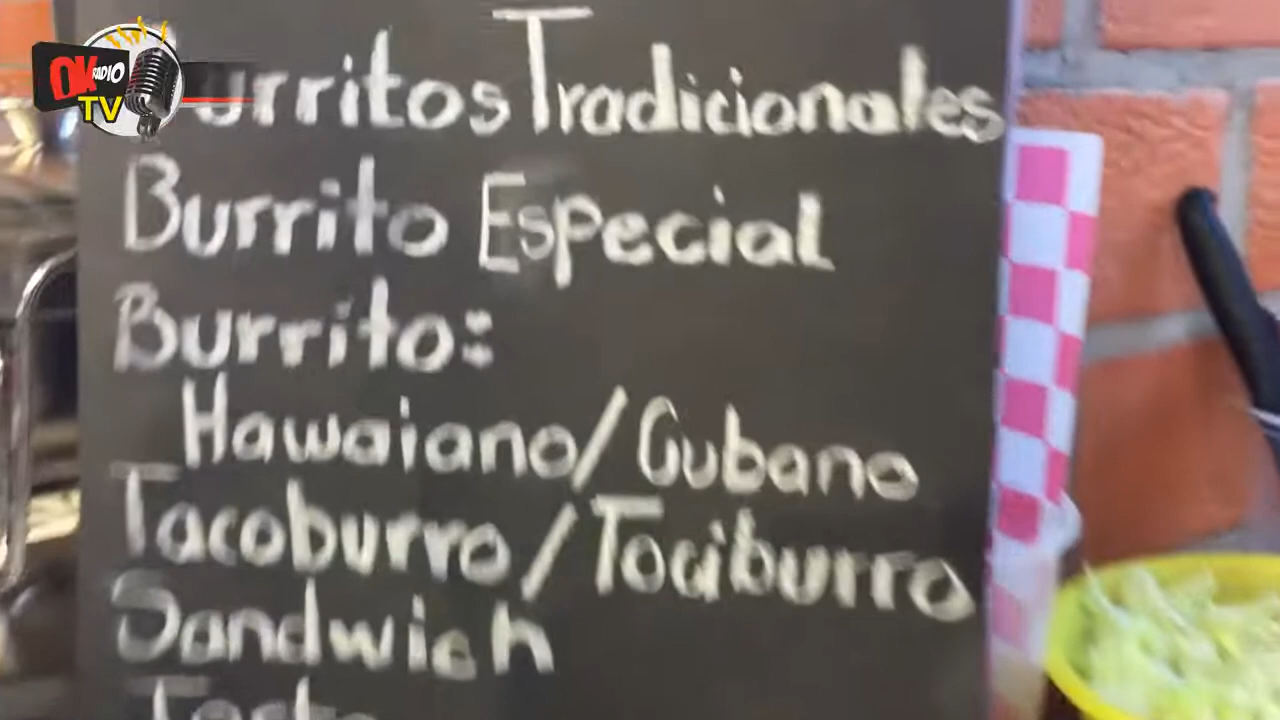 OK RADIO
TV
urritos Tradicionales
Burrito Especial
Burrito:
Hawaiano/Cubano
Tacoburro/Tociburro
Sandwich